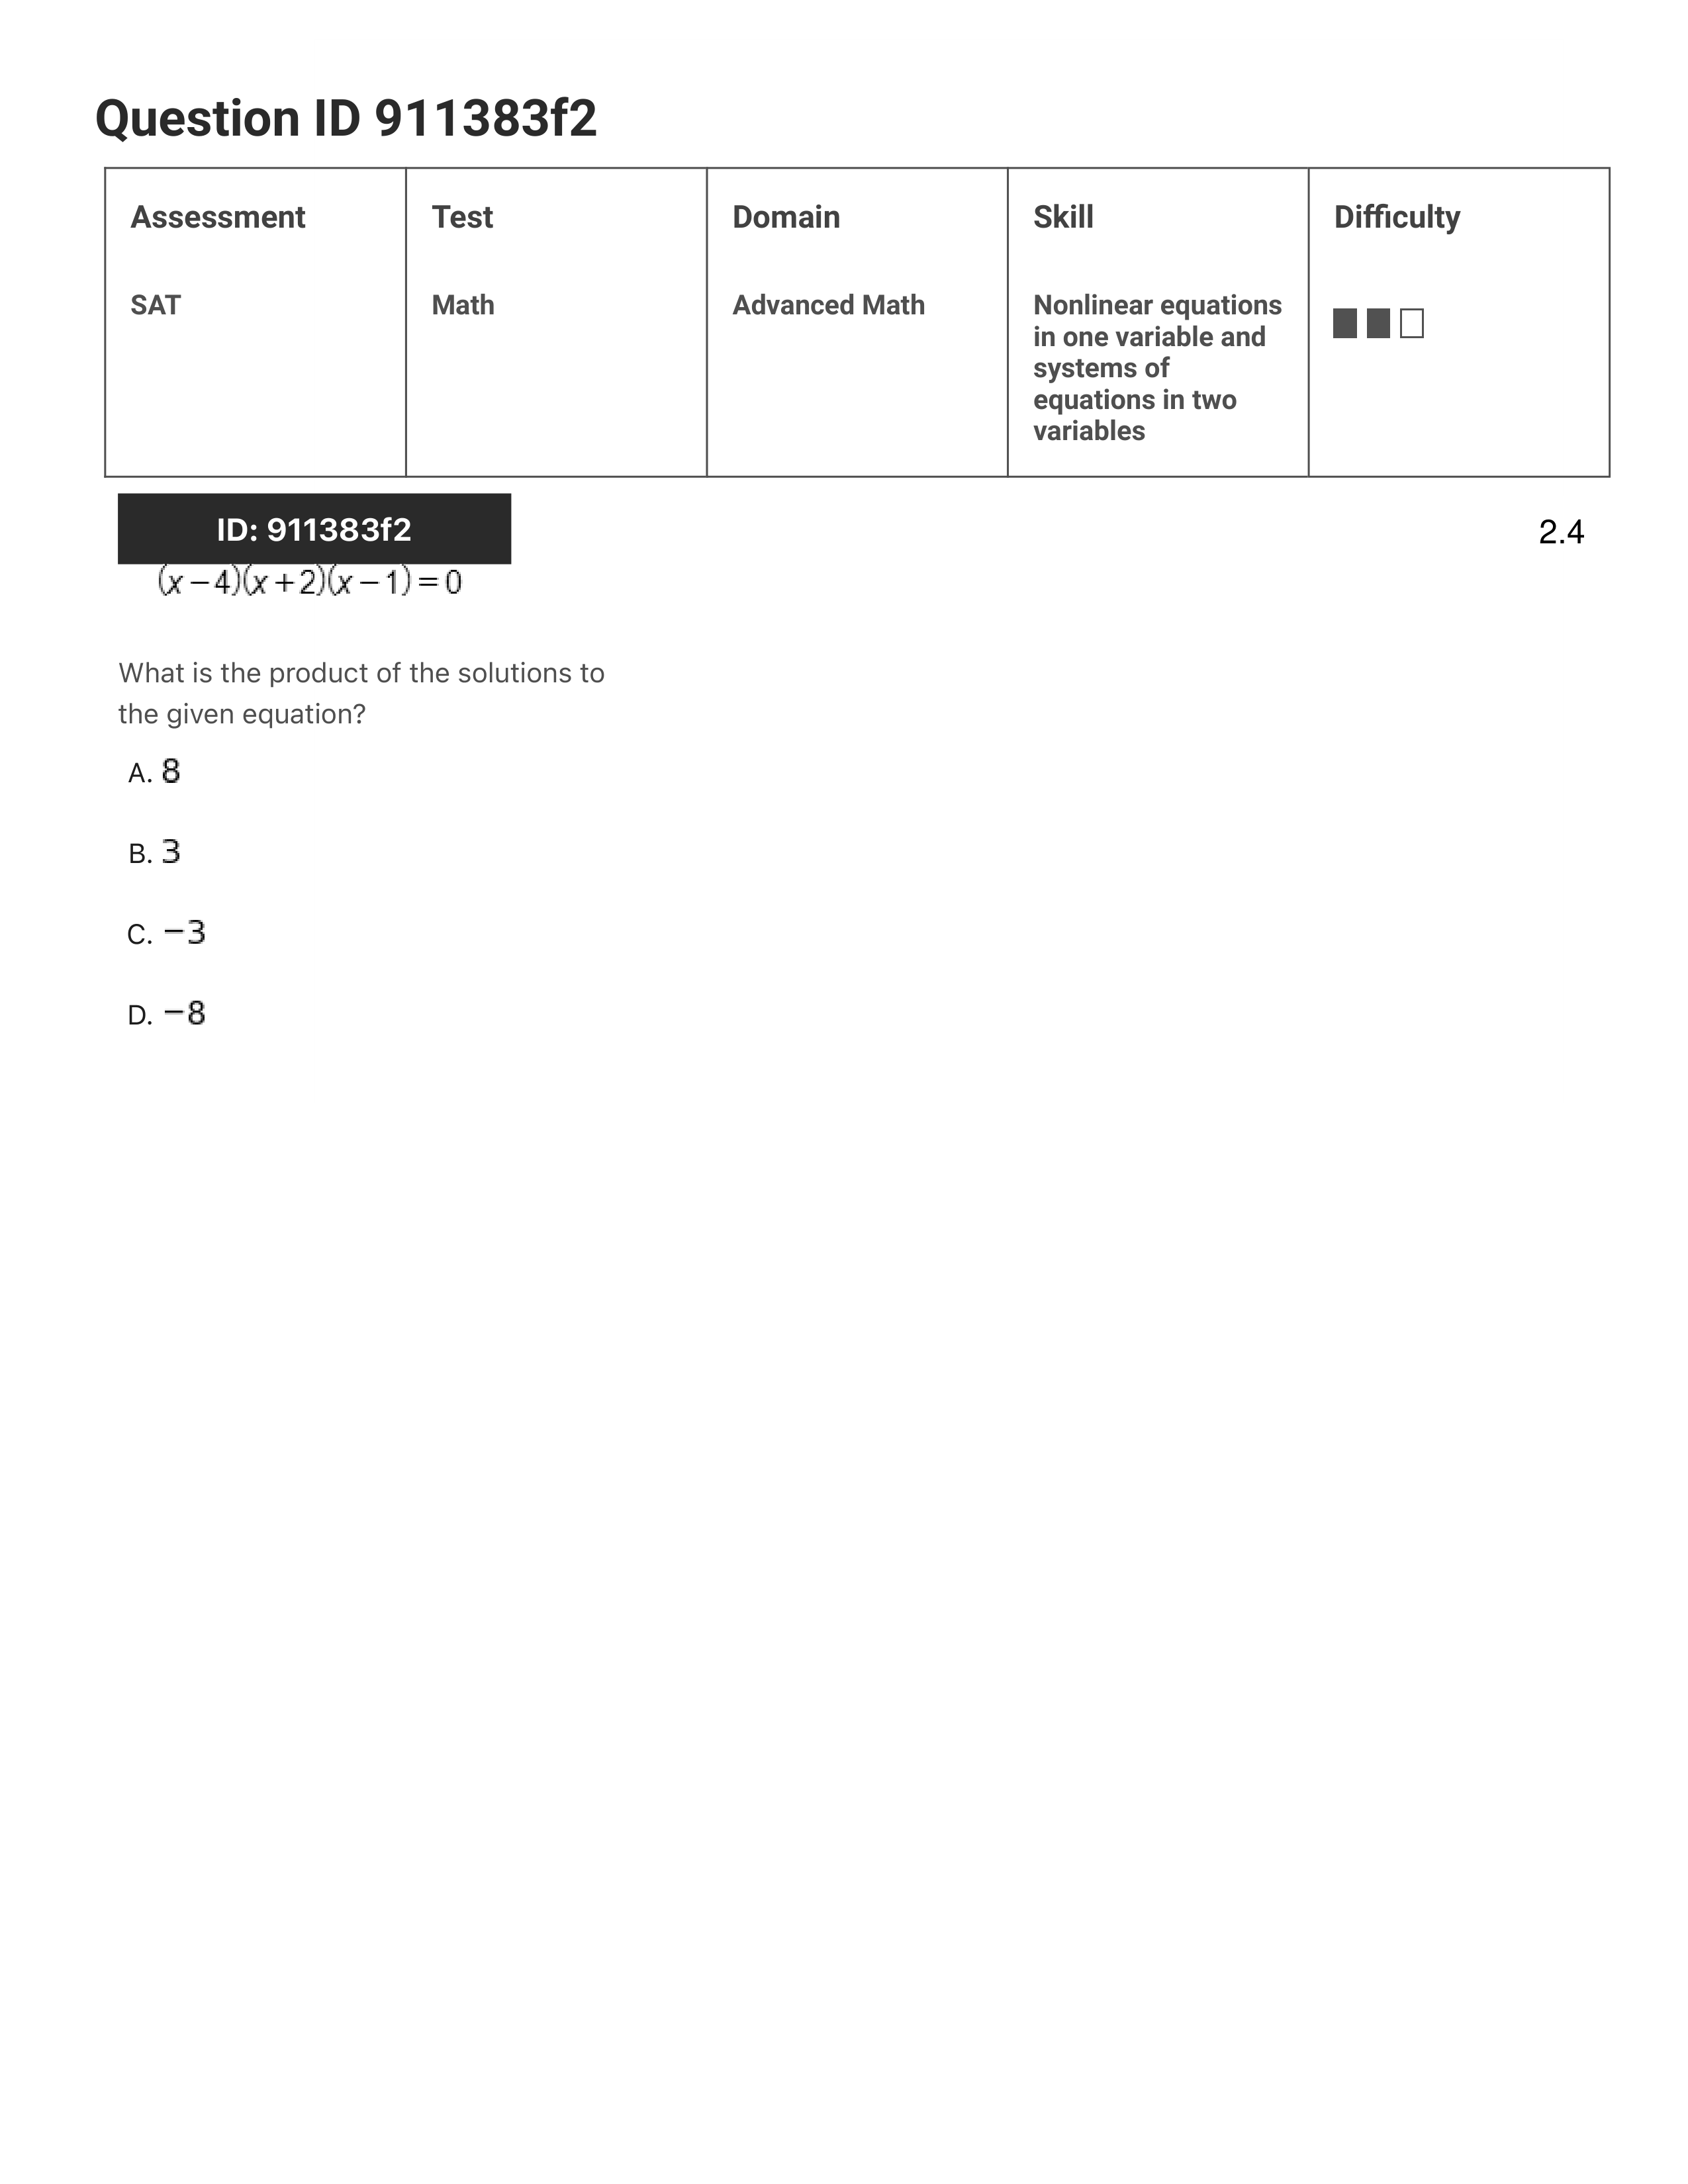 Question ID 911383f2
Assessment
Test
Domain
Skill
Difficulty
SAT
Math
Advanced Math
Nonlinear equations
in one variable and
systems of
equations in two
variables
ID: 911383f2
2.4
(x−4)(x+2)(x−1)=0
What is the product of the solutions to
the given equation?
A. 8
B. 3
C. −3
D. −8